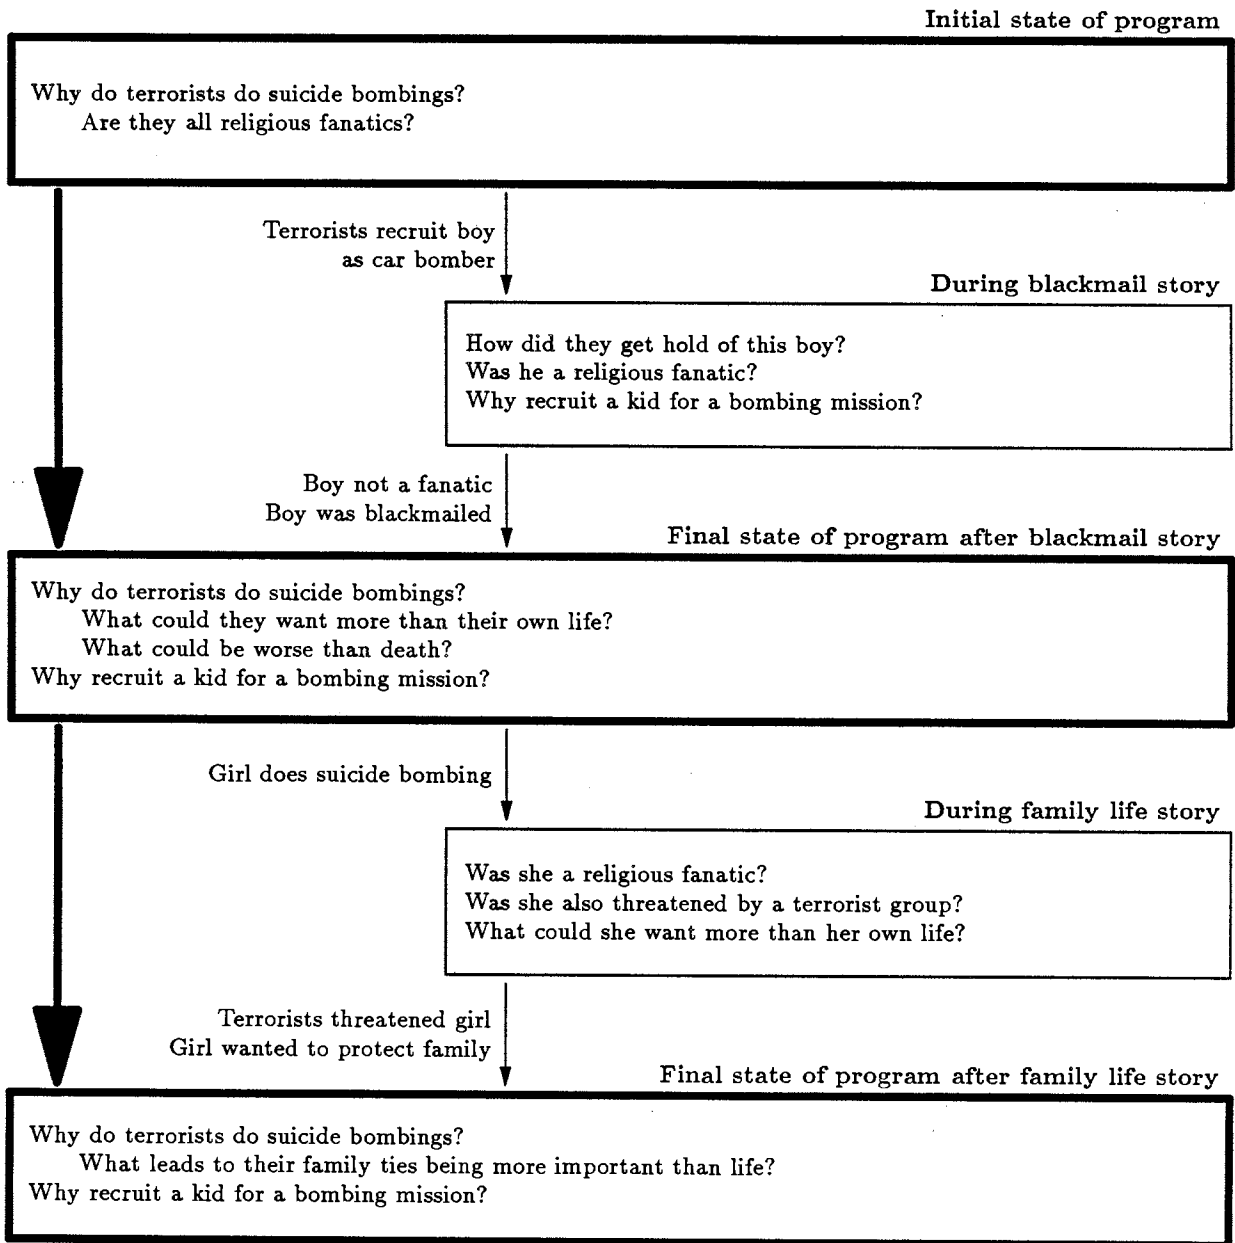 Initial state of program
Why do terrorists do suicide bombings?
Are they all religious fanatics?
Terrorists recruit boy
as car bomber
During blackmail story
How did they get hold of this boy?
Was he a religious fanatic?
Why recruit a kid for a bombing mission?
Boy not a fanatic
Boy was blackmailed
Final state of program after blackmail story
Why do terrorists do suicide bombings?
What could they want more than their own life?
What could be worse than death?
Why recruit a kid for a bombing mission?
Girl does suicide bombing
During family life story
Was she a religious fanatic?
Was she also threatened by a terrorist group?
What could she want more than her own life?
Terrorists threatened girl
Girl wanted to protect family
Final state of program after family life story
Why do terrorists do suicide bombings?
What leads to their family ties being more important than life?
Why recruit a kid for a bombing mission?